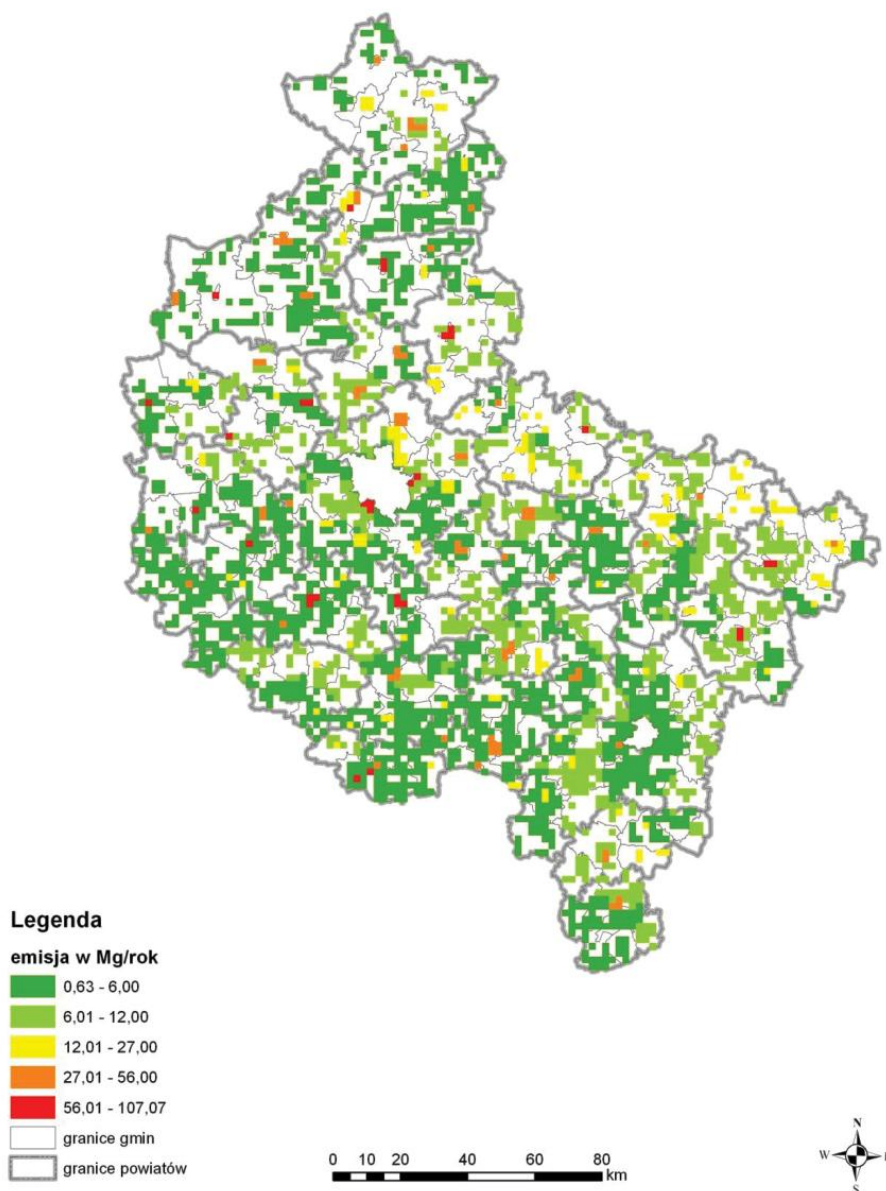 Legenda
emisja w Mg/rok
0,63 - 6,00
6,01 - 12,00
12,01 - 27,00
27,01 - 56,00
56,01 - 107,07
granice gmin
granice powiatów
0 10 20 40 60 80
km
N
W E
S